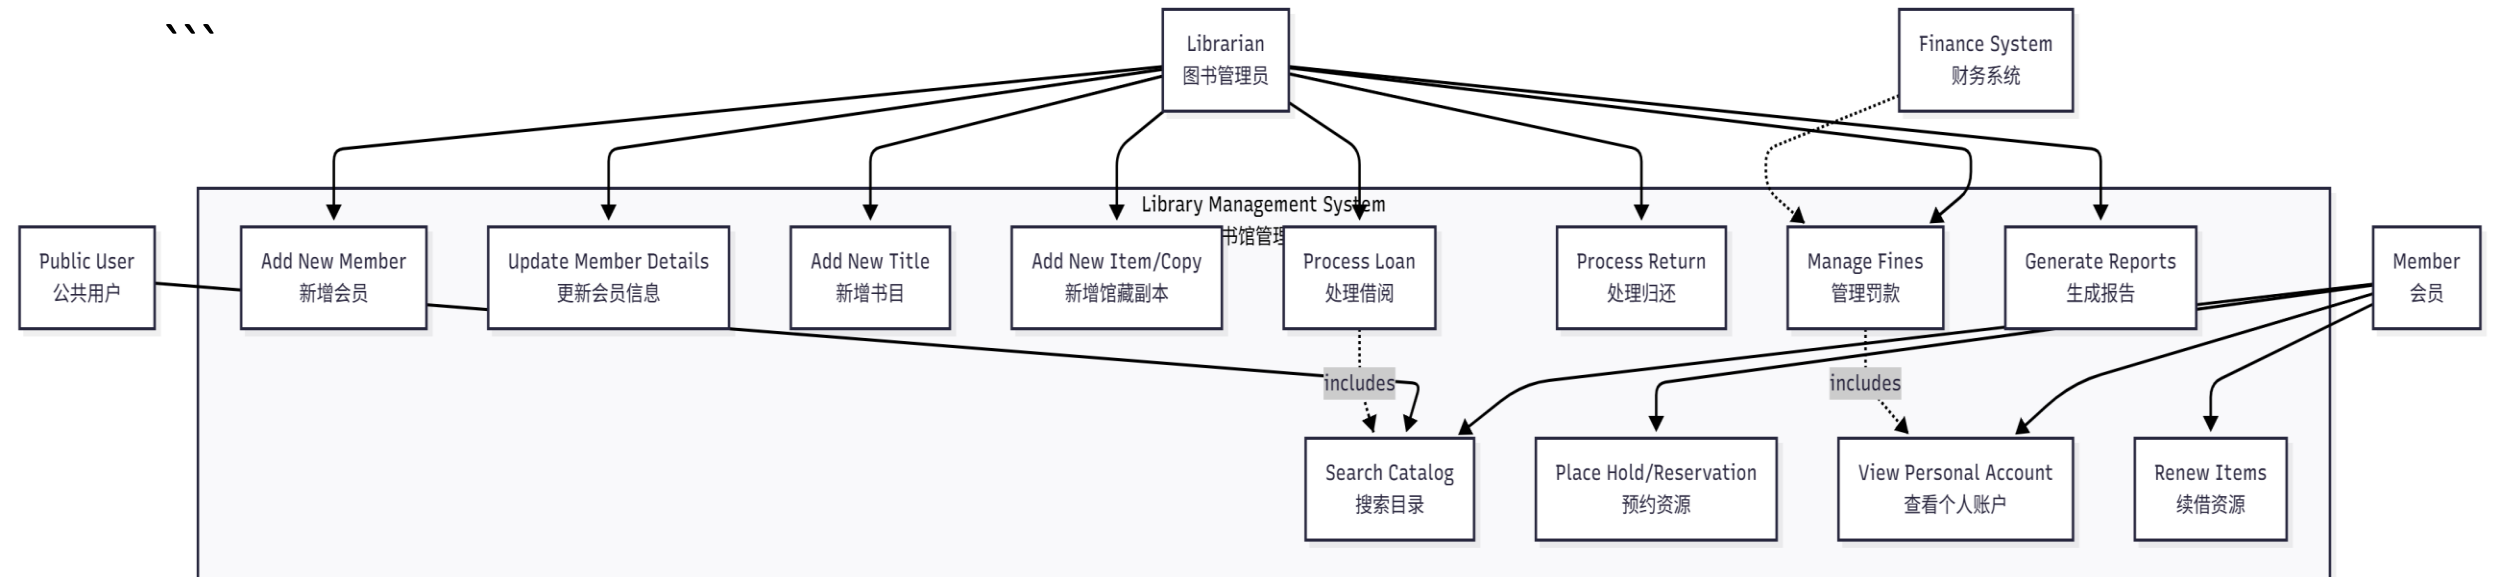 ```
Librarian
图书管理员
Finance System
财务系统
Library Management System
书馆管理
Public User
公共用户
Add New Member
新增会员
Update Member Details
更新会员信息
Add New Title
新增书目
Add New Item/Copy
新增馆藏副本
Process Loan
处理借阅
Process Return
处理归还
Manage Fines
管理罚款
Generate Reports
生成报告
Member
会员
includes
includes
Search Catalog
搜索目录
Place Hold/Reservation
预约资源
View Personal Account
查看个人账户
Renew Items
续借资源